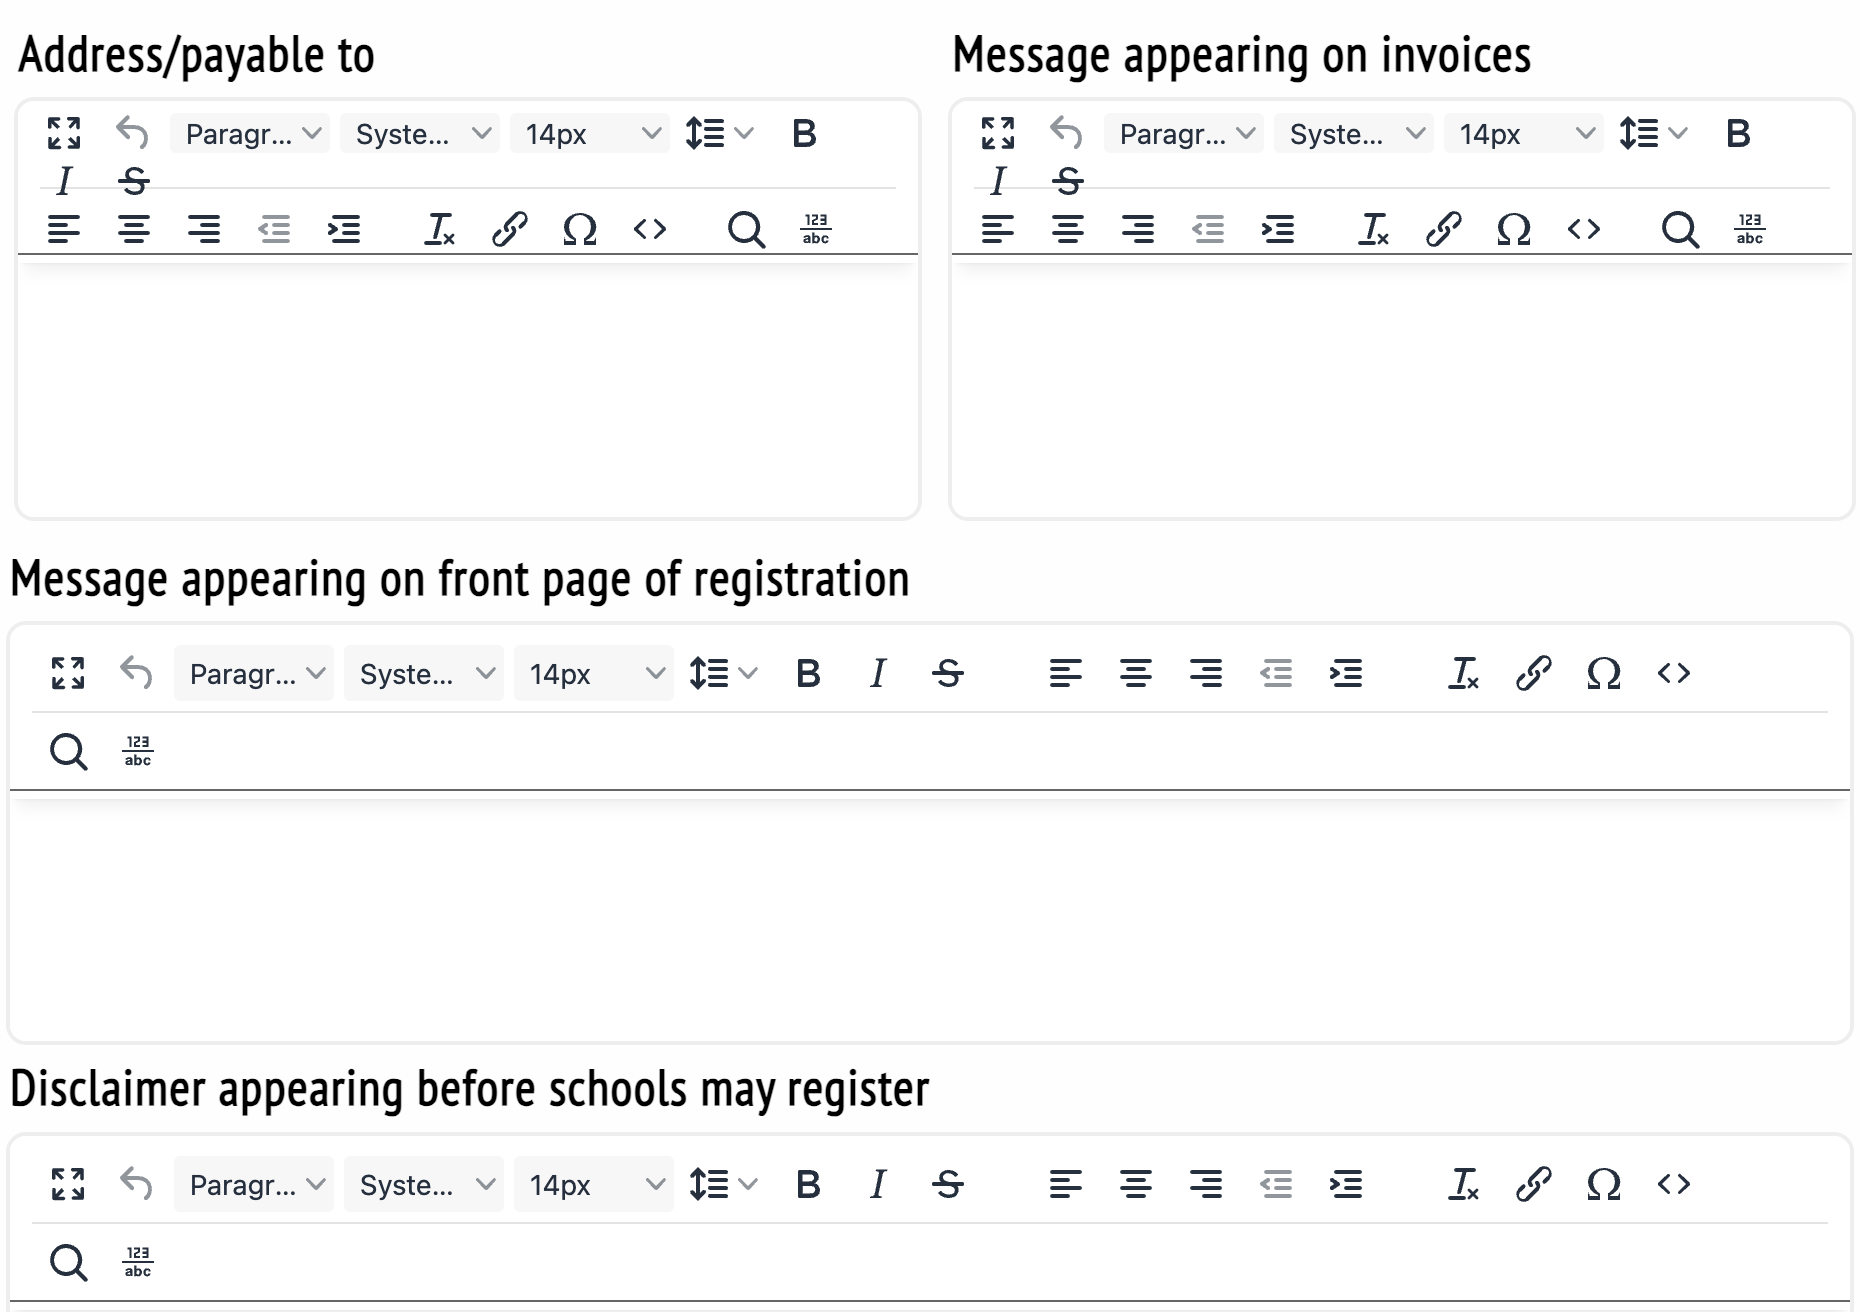 Address/payable to
Message appearing on invoices
Paragr... Syste... 14px B
I S
123
abc
Paragr... Syste... 14px B
I S
123
abc
Message appearing on front page of registration
Paragr... Syste... 14px B I S
123
abc
Disclaimer appearing before schools may register
Paragr... Syste... 14px B I S
123
abc